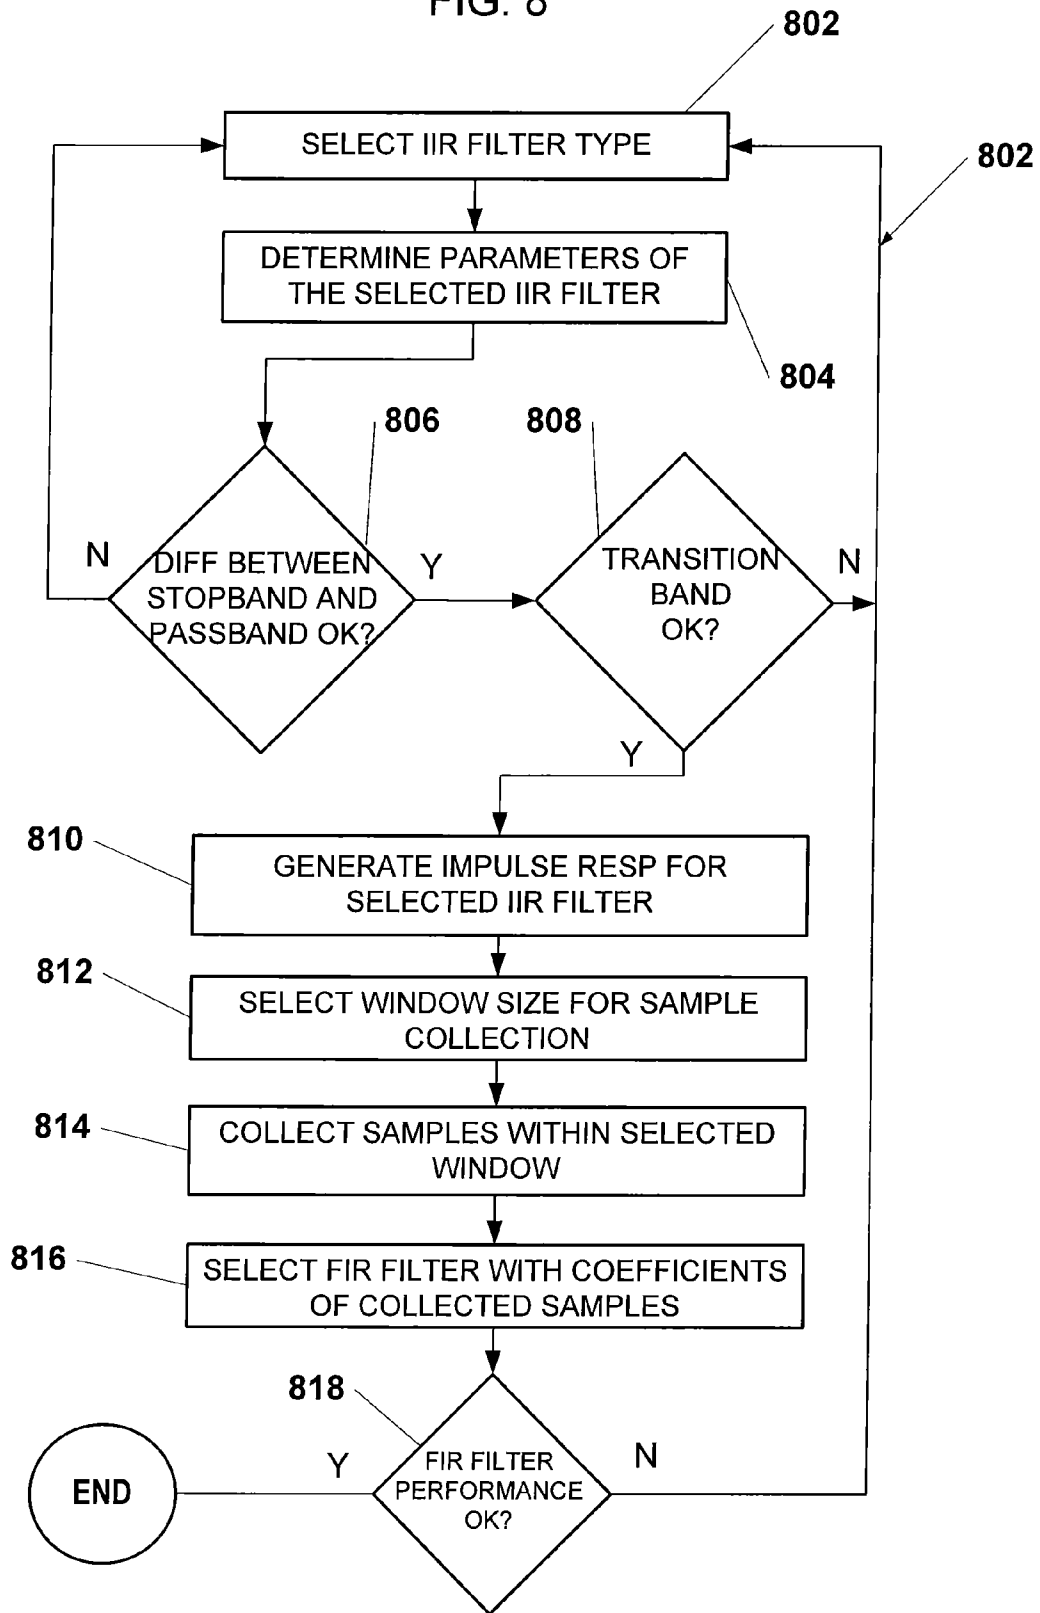 FIG. 8
802
SELECT IIR FILTER TYPE
802
DETERMINE PARAMETERS OF
THE SELECTED IIR FILTER
804
806
808
N
DIFF BETWEEN
STOPBAND AND
PASSBAND OK?
Y
TRANSITION
BAND
OK?
N
Y
810
GENERATE IMPULSE RESP FOR
SELECTED IIR FILTER
812
SELECT WINDOW SIZE FOR SAMPLE
COLLECTION
814
COLLECT SAMPLES WITHIN SELECTED
WINDOW
816
SELECT FIR FILTER WITH COEFFICIENTS
OF COLLECTED SAMPLES
818
END
Y
FIR FILTER
PERFORMANCE
OK?
N